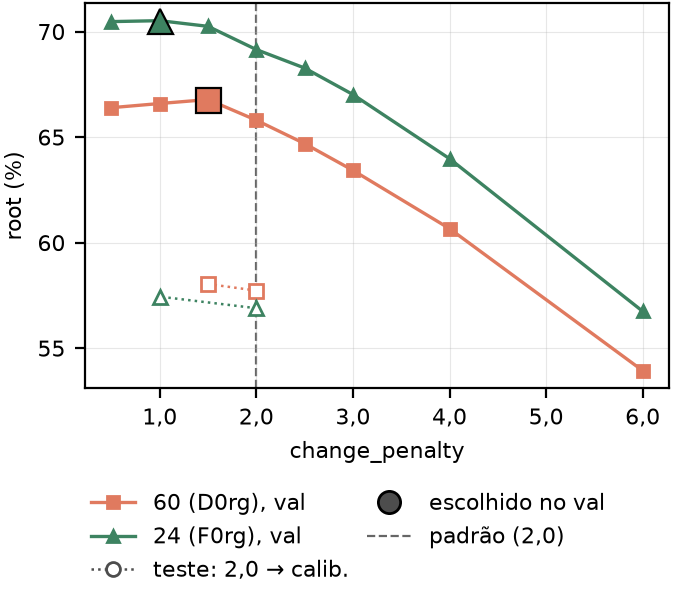 root (%)
70
65
60
55
1,0 2,0 3,0 4,0 5,0 6,0
change_penalty
60 (D0rg), val
24 (F0rg), val
teste: 2,0 → calib.
escolhido no val
padrão (2,0)